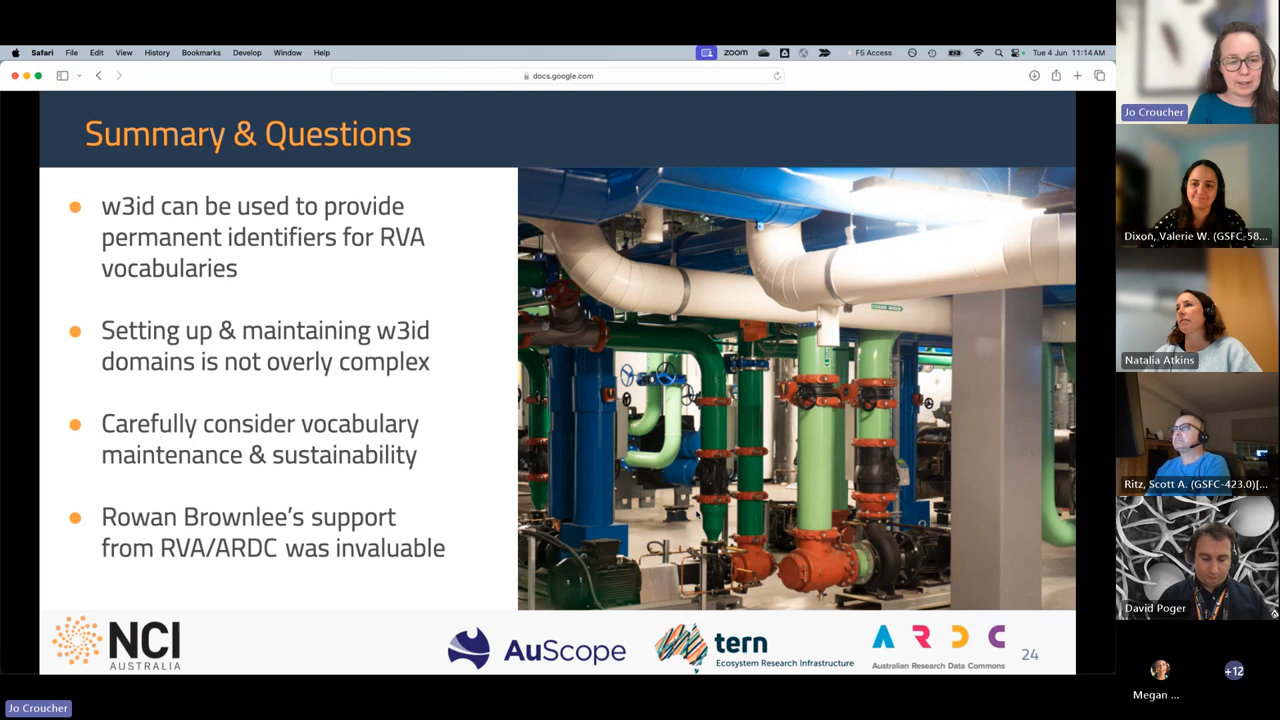 Safari File Edit View History Bookmarks Develop Window Help
zoom
F5 Access
Tue 4 Jun 11:14 AM
docs.google.com
Summary & Questions
w3id can be used to provide
permanent identifiers for RVA
vocabularies
Setting up & maintaining w3id
domains is not overly complex
Carefully consider vocabulary
maintenance & sustainability
Rowan Brownlee's support
from RVA/ARDC was invaluable
NCI
AUSTRALIA
AuScope
tern
Ecosystem Research Infrastructure
A R D C
Australian Research Data Commons
24
Jo Croucher
Dixon, Valerie W. (GSFC-58...
Natalia Atkins
Ritz, Scott A. (GSFC-423.0)[...
David Poger
Megan ...
+12
Jo Croucher